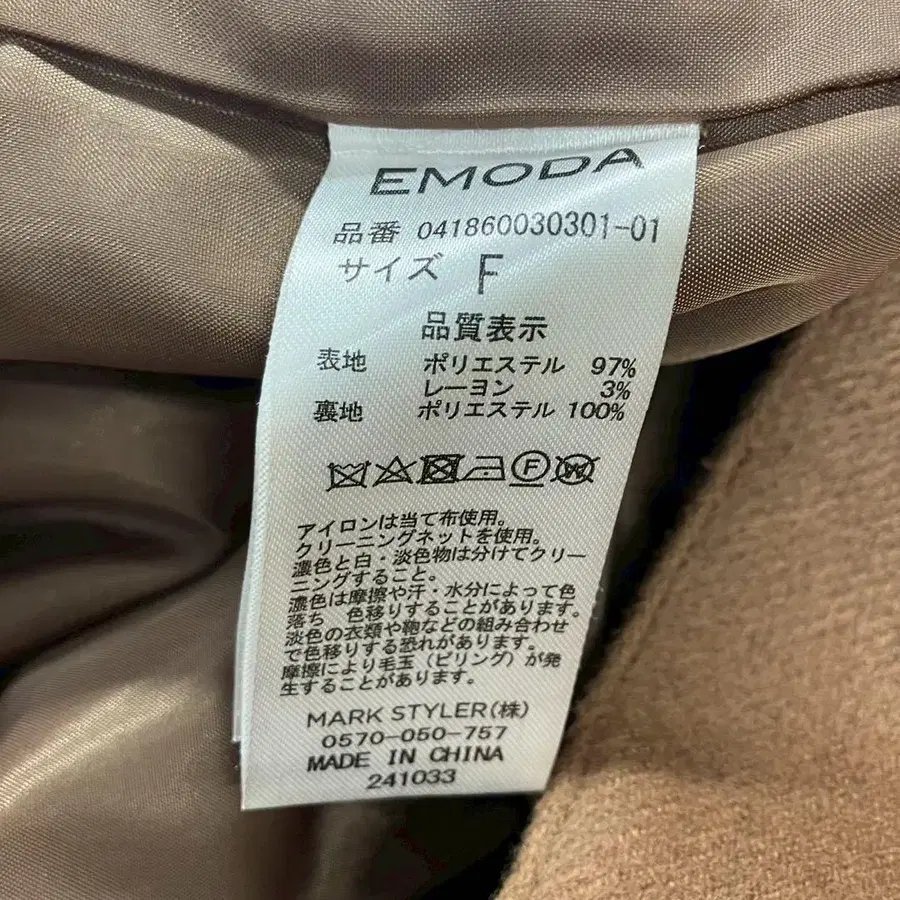 EMODA
品番 041860030301-01
サイズ F
品質表示
表地 ポリエステル 97%
レーヨン 3%
裏地 ポリエステル 100%
F W
アイロンは当て布使用。
クリーニングネットを使用。
濃色と白・淡色物は分けてクリー
ニングすること。
濃色は摩擦や汗・水分によって色
落ち 色移りすることがあります。
淡色の衣類や鞄などの組み合わせ
で色移りする恐れがあります。
摩擦により毛玉(ピリング)が発
生することがあります。
MARK STYLER(株)
0570-050-757
MADE IN CHINA
241033